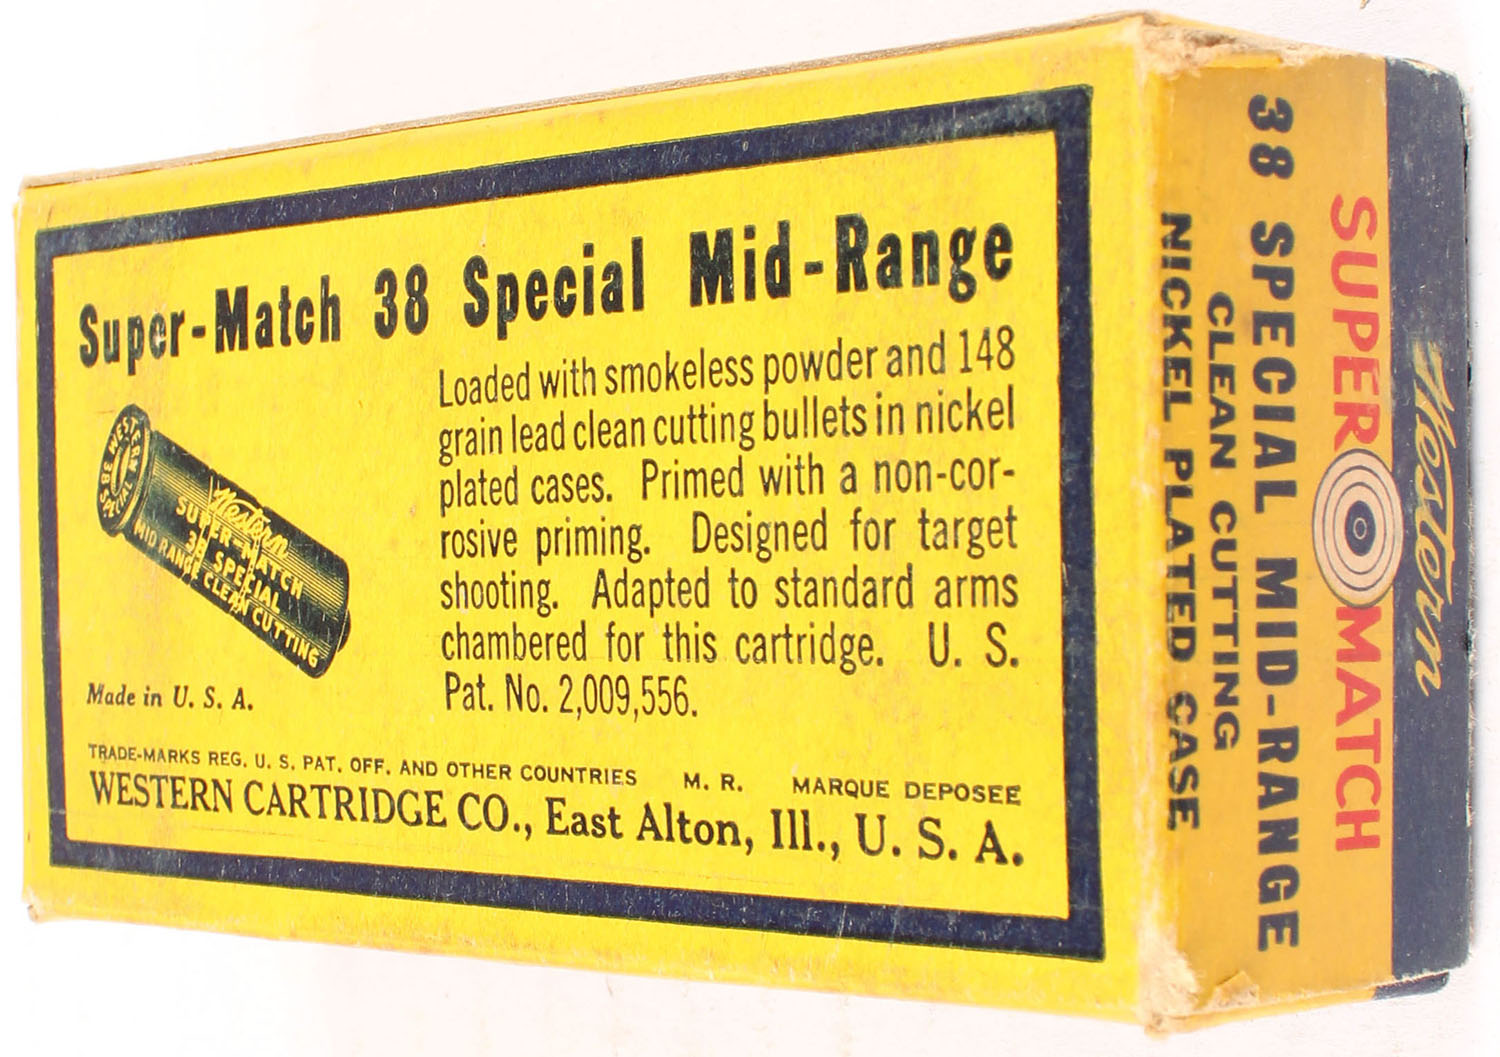 Super-Match 38 Special Mid-Range
Loaded with smokeless powder and 148
grain lead clean cutting bullets in nickel
plated cases. Primed with a non-cor-
rosive priming. Designed for target
shooting. Adapted to standard arms
chambered for this cartridge. U. S.
Pat. No. 2,009,556.
WESTERN
38 SPECIAL
Western
SUPER-MATCH
38 SPECIAL
MID RANGE CLEAN CUTTING
Made in U. S. A.
TRADE-MARKS REG. U. S. PAT. OFF. AND OTHER COUNTRIES M. R. MARQUE DEPOSEE
WESTERN CARTRIDGE CO., East Alton, Ill., U. S. A.
Western
SUPER MATCH
38 SPECIAL MID-RANGE
CLEAN CUTTING
NICKEL PLATED CASE